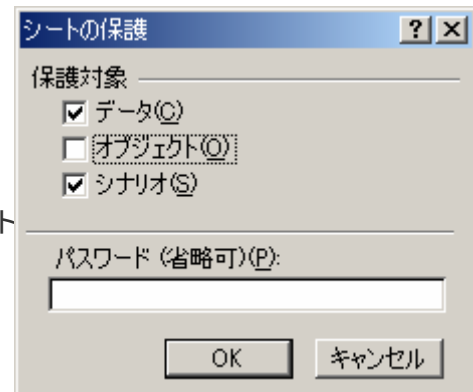 シートの保護
保護対象
データ(C)
オブジェクト(O)
シナリオ(S)
ト
パスワード (省略可)(P):
OK キャンセル